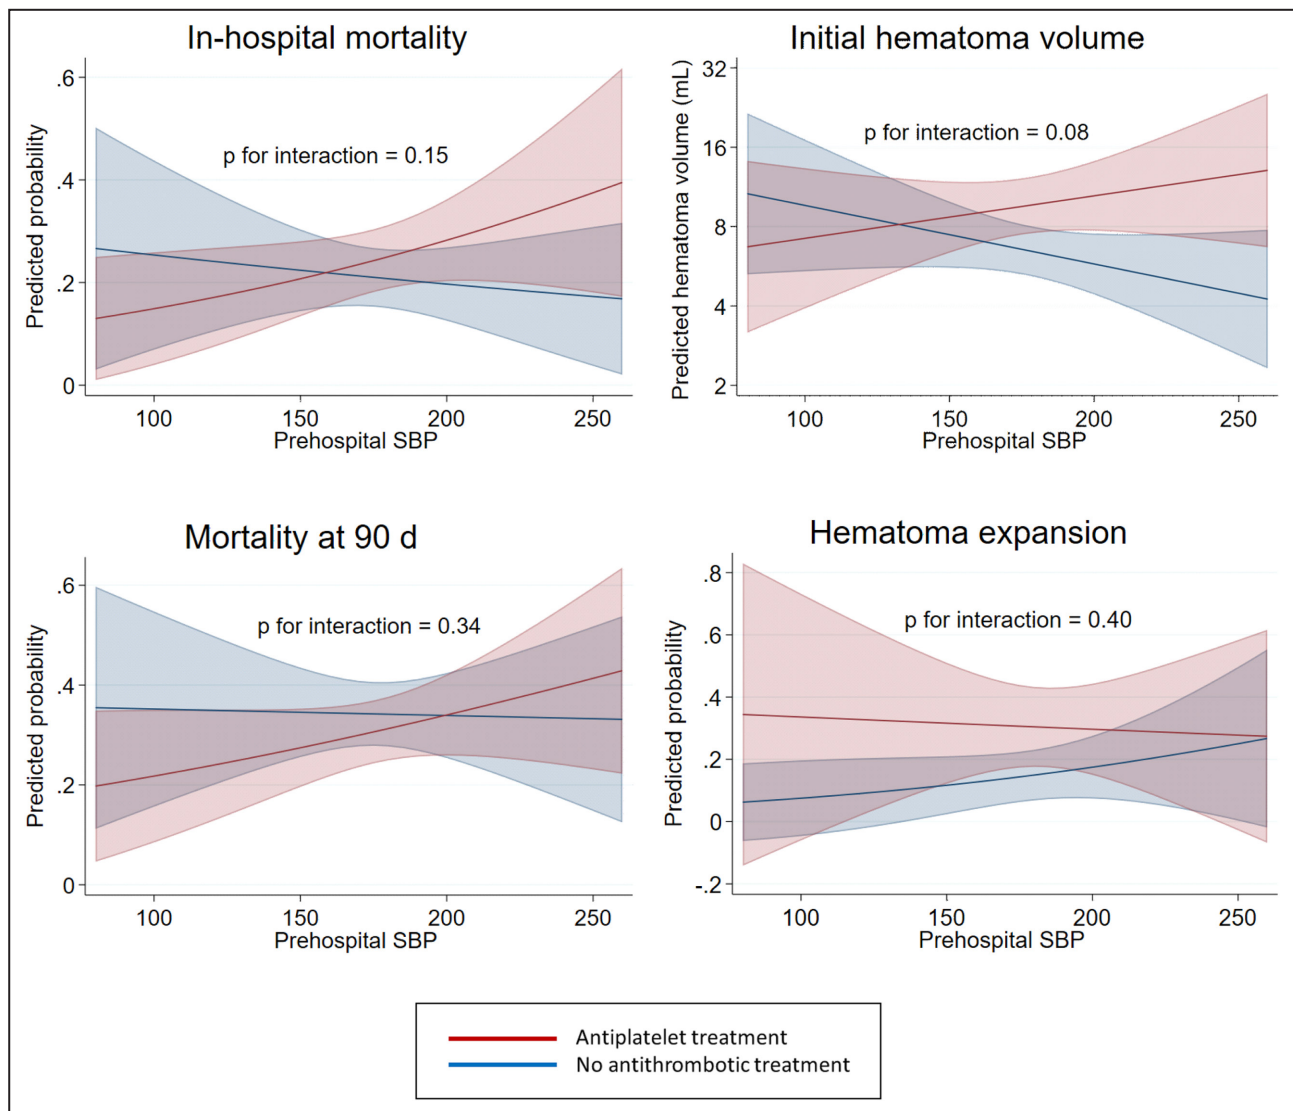 In-hospital mortality
Predicted probability
.6
.4
.2
0
p for interaction = 0.15
100 150 200 250
Prehospital SBP
Initial hematoma volume
Predicted hematoma volume (mL)
32
16
8
4
2
p for interaction = 0.08
100 150 200 250
Prehospital SBP
Mortality at 90 d
Predicted probability
.6
.4
.2
0
p for interaction = 0.34
100 150 200 250
Prehospital SBP
Hematoma expansion
Predicted probability
.8
.6
.4
.2
0
-.2
p for interaction = 0.40
100 150 200 250
Prehospital SBP
Antiplatelet treatment
No antithrombotic treatment